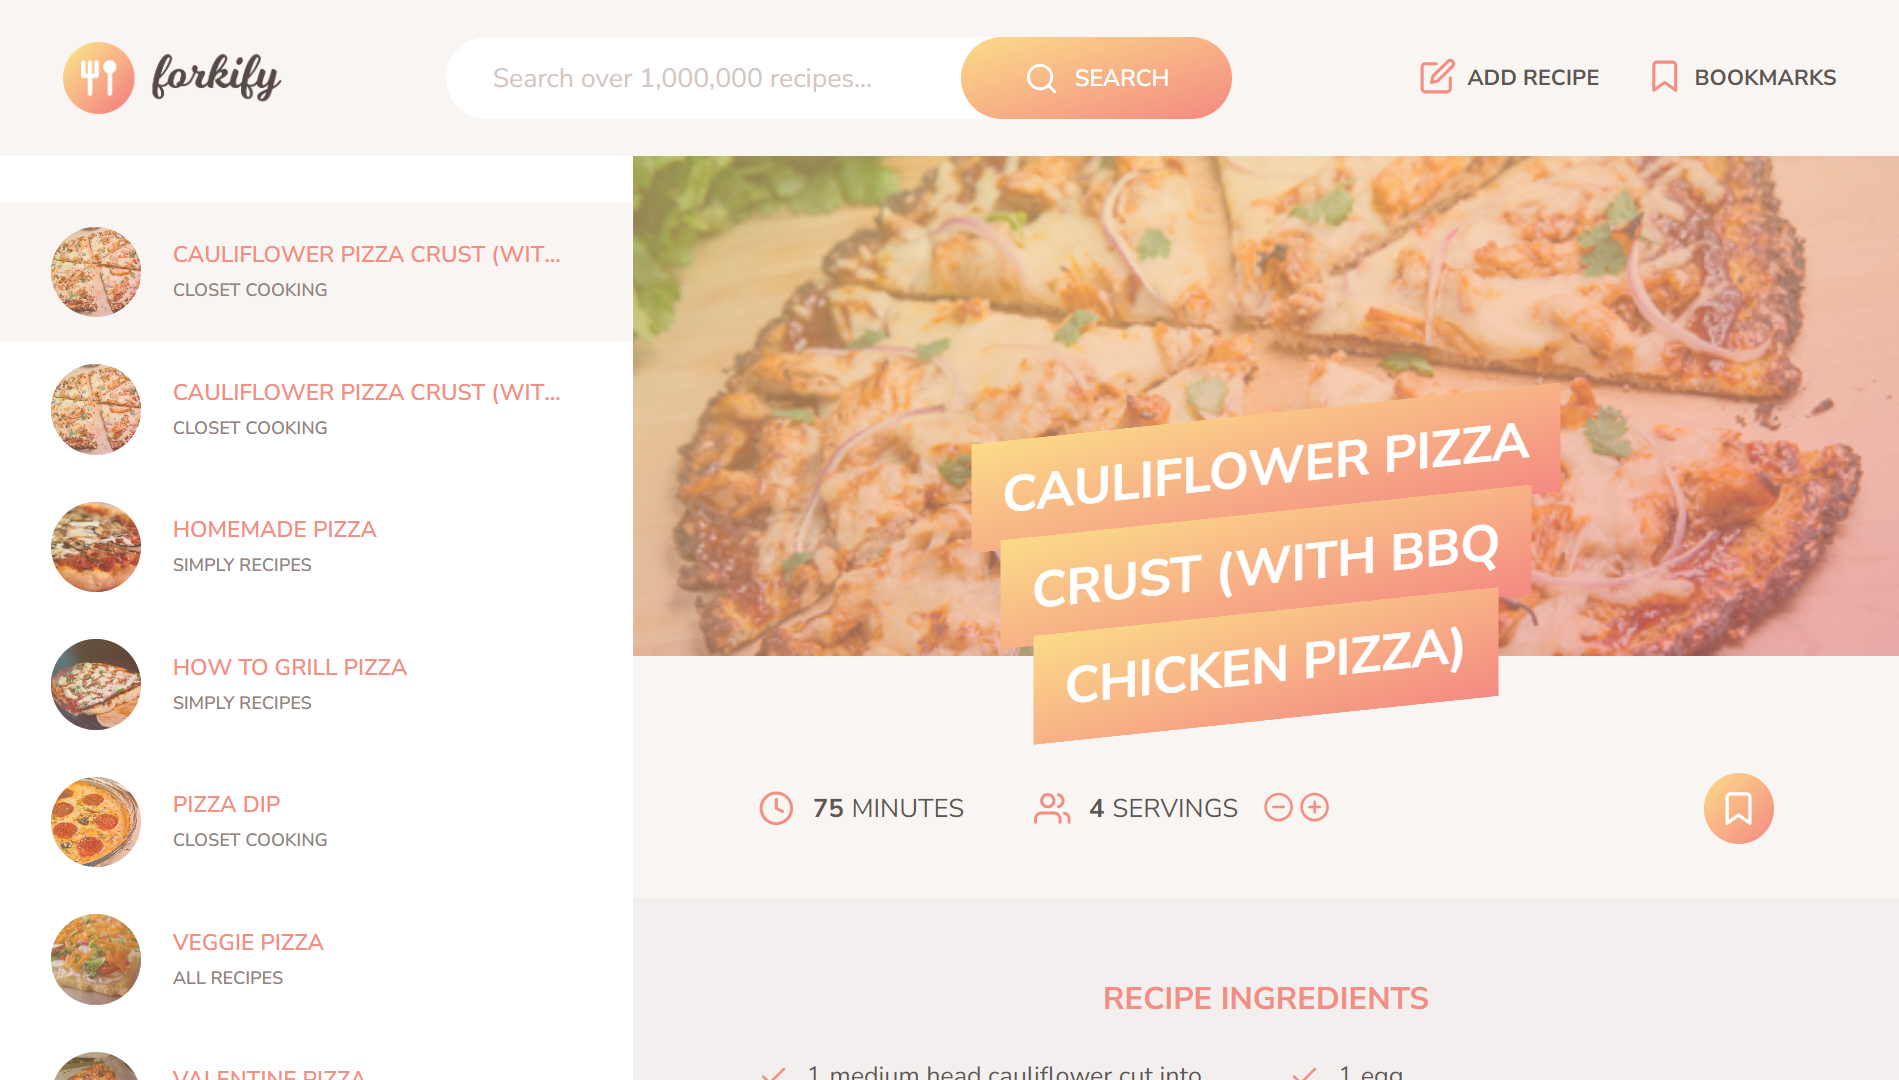 forkify
Search over 1,000,000 recipes...
SEARCH
ADD RECIPE
BOOKMARKS
CAULIFLOWER PIZZA CRUST (WIT...
CLOSET COOKING
CAULIFLOWER PIZZA CRUST (WIT...
CLOSET COOKING
HOMEMADE PIZZA
SIMPLY RECIPES
HOW TO GRILL PIZZA
SIMPLY RECIPES
PIZZA DIP
CLOSET COOKING
VEGGIE PIZZA
ALL RECIPES
VALENTINE PIZZA
CAULIFLOWER PIZZA
CRUST (WITH BBQ
CHICKEN PIZZA)
75 MINUTES
4 SERVINGS
RECIPE INGREDIENTS
1 medium head cauliflower cut into
1 egg